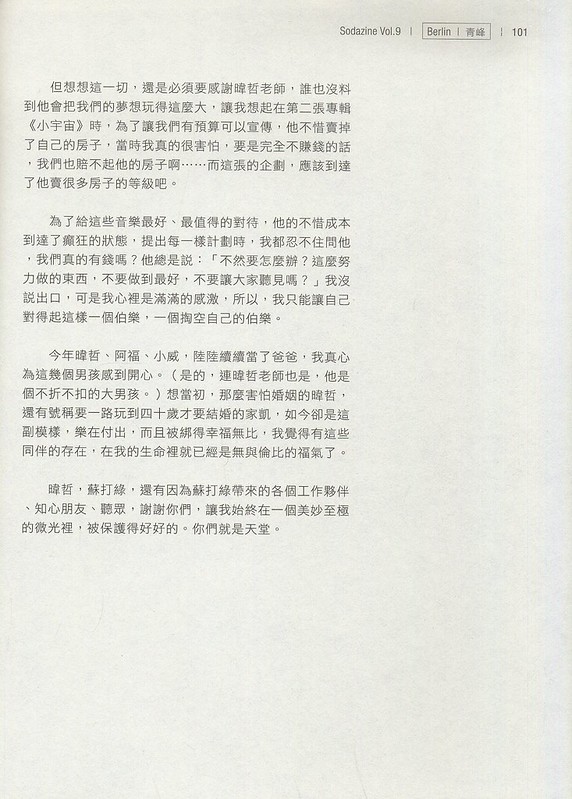 Sodazine Vol.9 | Berlin | 青峰 | 101
但想想這一切，還是必須要感謝暐哲老師，誰也沒料
到他會把我們的夢想玩得這麼大，讓我想起在第二張專輯
《小宇宙》時，為了讓我們有預算可以宣傳，他不惜賣掉
了自己的房子，當時我真的很害怕，要是完全不賺錢的話
，我們也賠不起他的房子啊⋯⋯而這張的企劃，應該到達
了他賣很多房子的等級吧。
為了給這些音樂最好、最值得的對待，他的不惜成本
到達了癲狂的狀態，提出每一樣計劃時，我都忍不住問他
，我們真的有錢嗎？他總是説：「不然要怎麼辦？這麼努
力做的東西，不要做到最好，不要讓大家聽見嗎？」我沒
説出口，可是我心裡是滿滿的感激，所以，我只能讓自己
對得起這樣一個伯樂，一個掏空自己的伯樂。
今年暐哲、阿福、小威，陸陸續續當了爸爸，我真心
為這幾個男孩感到開心。（是的，連暐哲老師也是，他是
個不折不扣的大男孩。）想當初，那麼害怕婚姻的暐哲，
還有號稱要一路玩到四十歲才要結婚的家凱，如今卻是這
副模樣，樂在付出，而且被綁得幸福無比，我覺得有這些
同伴的存在，在我的生命裡就已經是無與倫比的福氣了。
暐哲，蘇打綠，還有因為蘇打綠帶來的各個工作夥伴
、知心朋友、聽眾，謝謝你們，讓我始終在一個美妙至極
的微光裡，被保護得好好的。你們就是天堂。